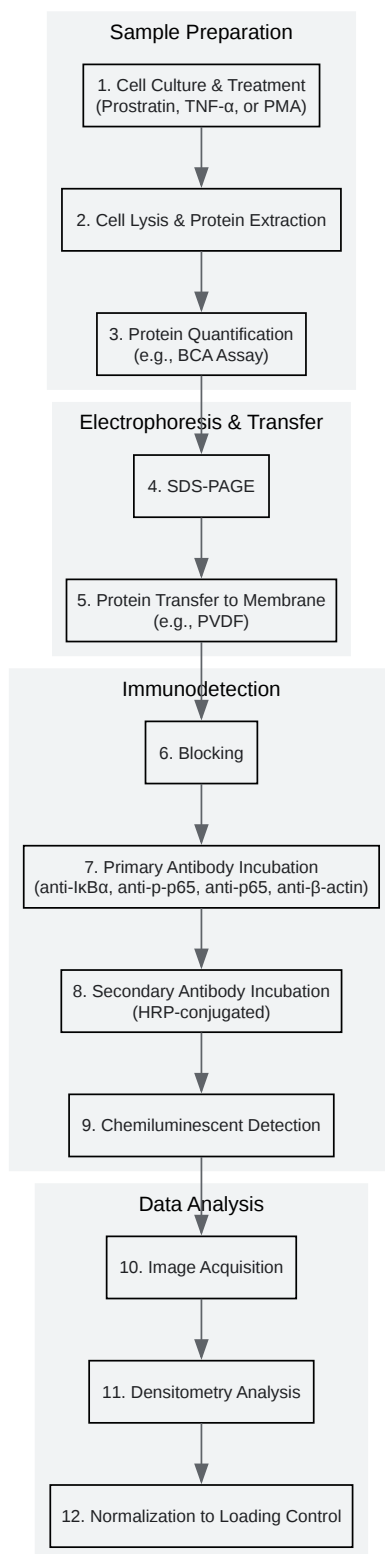 Sample Preparation
1. Cell Culture & Treatment
(Prostratin, TNF-α, or PMA)
2. Cell Lysis & Protein Extraction
3. Protein Quantification
(e.g., BCA Assay)
Electrophoresis & Transfer
4. SDS-PAGE
5. Protein Transfer to Membrane
(e.g., PVDF)
Immunodetection
6. Blocking
7. Primary Antibody Incubation
(anti-IκBα, anti-p-p65, anti-p65, anti-β-actin)
8. Secondary Antibody Incubation
(HRP-conjugated)
9. Chemiluminescent Detection
Data Analysis
10. Image Acquisition
11. Densitometry Analysis
12. Normalization to Loading Control